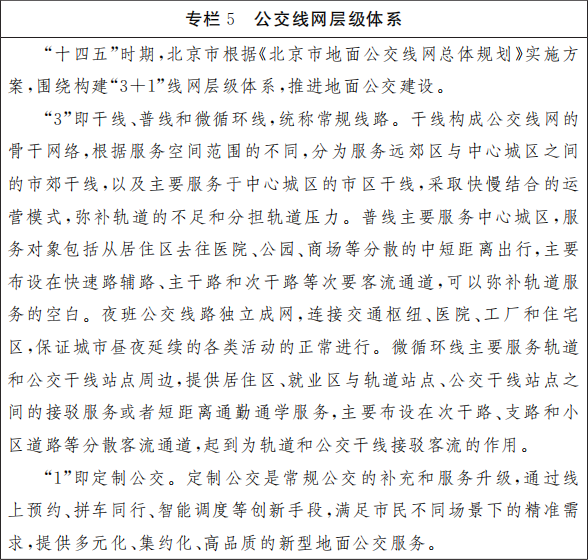 专栏 5　公交线网层级体系
“十四五”时期，北京市根据《北京市地面公交线网总体规划》实施方
案，围绕构建“3＋1”线网层级体系，推进地面公交建设。
“3”即干线、普线和微循环线，统称常规线路。干线构成公交线网的
骨干网络，根据服务空间范围的不同，分为服务远郊区与中心城区之间
的市郊干线，以及主要服务于中心城区的市区干线，采取快慢结合的运
营模式，弥补轨道的不足和分担轨道压力。普线主要服务中心城区，服
务对象包括从居住区去往医院、公园、商场等分散的中短距离出行，主要
布设在快速路辅路、主干路和次干路等次要客流通道，可以弥补轨道服
务的空白。夜班公交线路独立成网，连接交通枢纽、医院、工厂和住宅
区，保证城市昼夜延续的各类活动的正常进行。微循环线主要服务轨道
和公交干线站点周边，提供居住区、就业区与轨道站点、公交干线站点之
间的接驳服务或者短距离通勤通学服务，主要布设在次干路、支路和小
区道路等分散客流通道，起到为轨道和公交干线接驳客流的作用。
“1”即定制公交。定制公交是常规公交的补充和服务升级，通过线
上预约、拼车同行、智能调度等创新手段，满足市民不同场景下的精准需
求，提供多元化、集约化、高品质的新型地面公交服务。